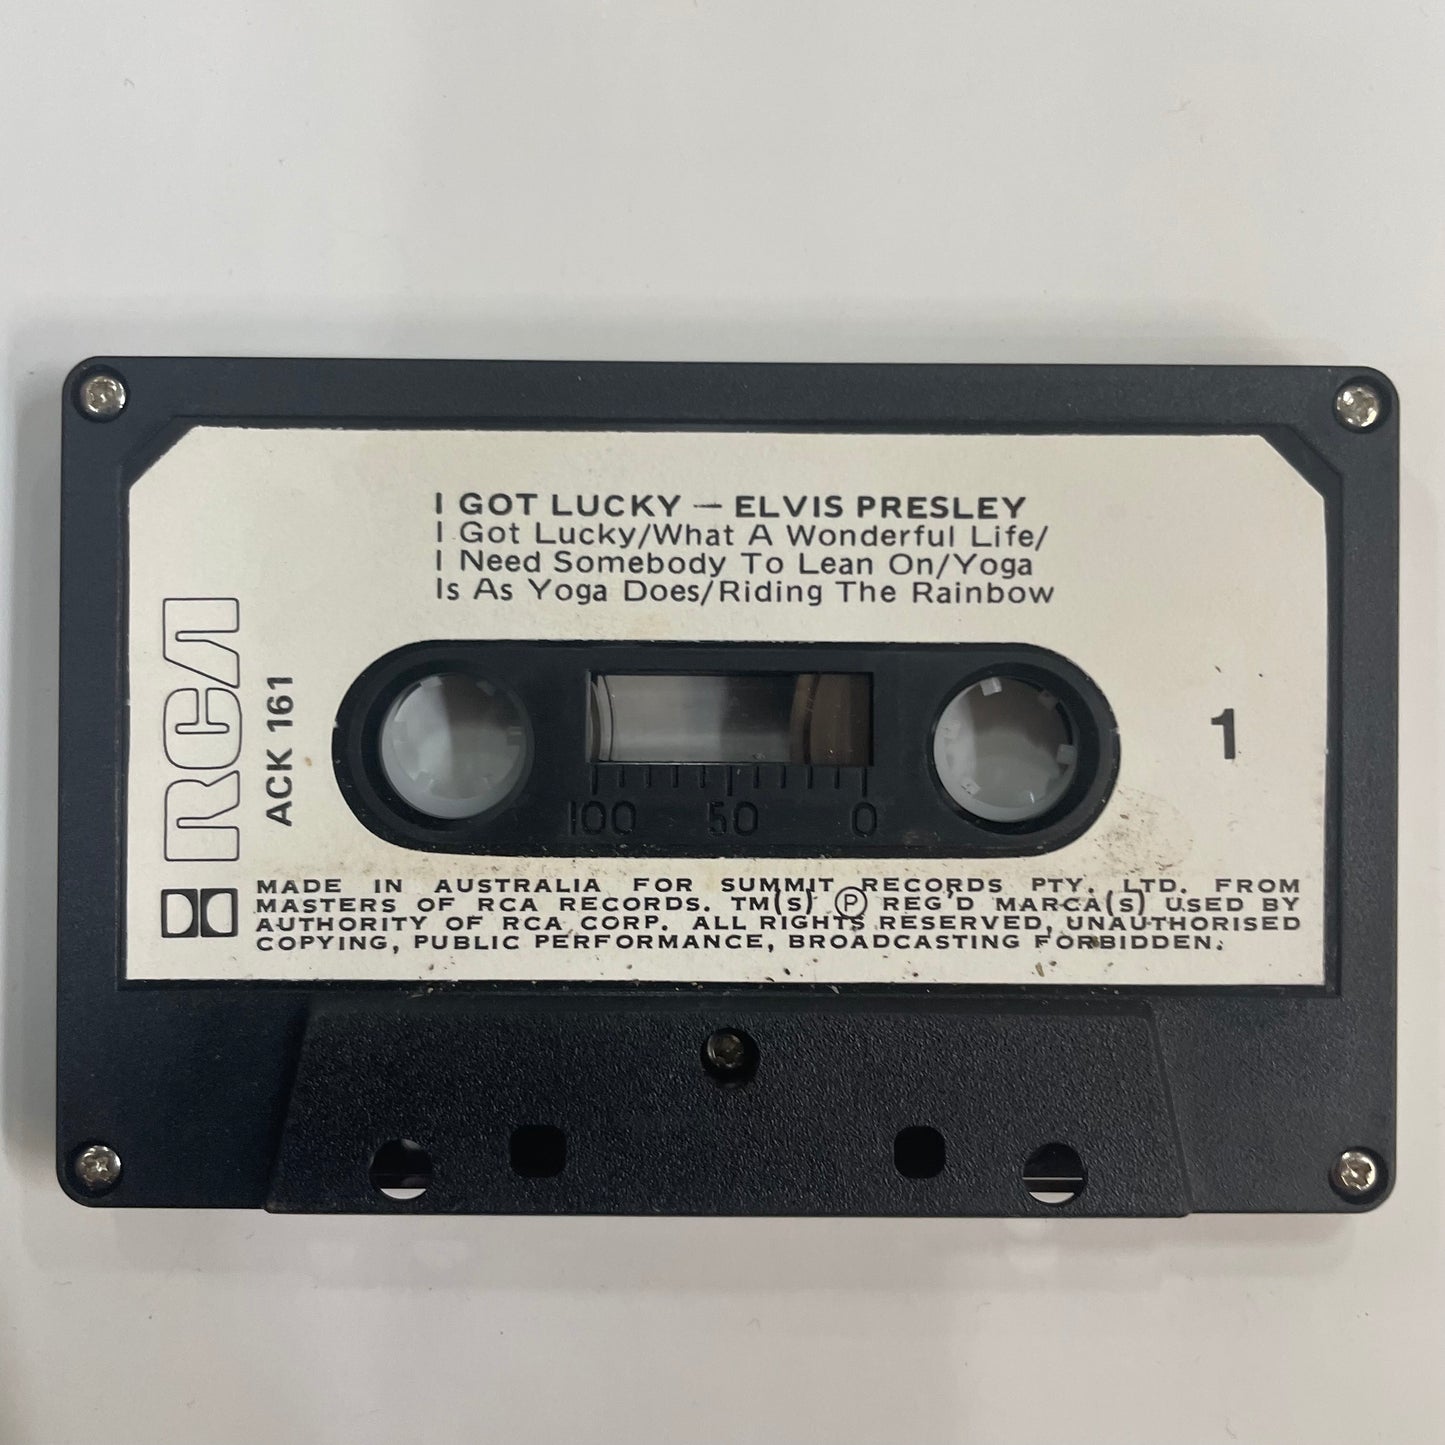 I GOT LUCKY — ELVIS PRESLEY
I Got Lucky/What A Wonderful Life/
I Need Somebody To Lean On/Yoga
Is As Yoga Does/Riding The Rainbow
RCA
ACK 161
100 50 0
1
MADE IN AUSTRALIA FOR SUMMIT RECORDS PTY. LTD. FROM
MASTERS OF RCA RECORDS. TM(S) Ⓟ REG'D MARCA(S) USED BY
AUTHORITY OF RCA CORP. ALL RIGHTS RESERVED, UNAUTHORISED
COPYING, PUBLIC PERFORMANCE, BROADCASTING FORBIDDEN.